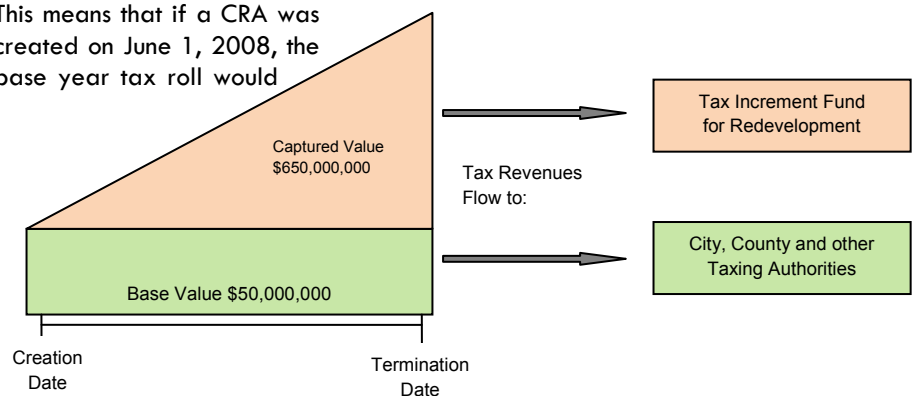 This means that if a CRA was
created on June 1, 2008, the
base year tax roll would
Captured Value
$650,000,000
Base Value $50,000,000
Creation
Date
Termination
Date
Tax Revenues
Flow to:
Tax Increment Fund
for Redevelopment
City, County and other
Taxing Authorities